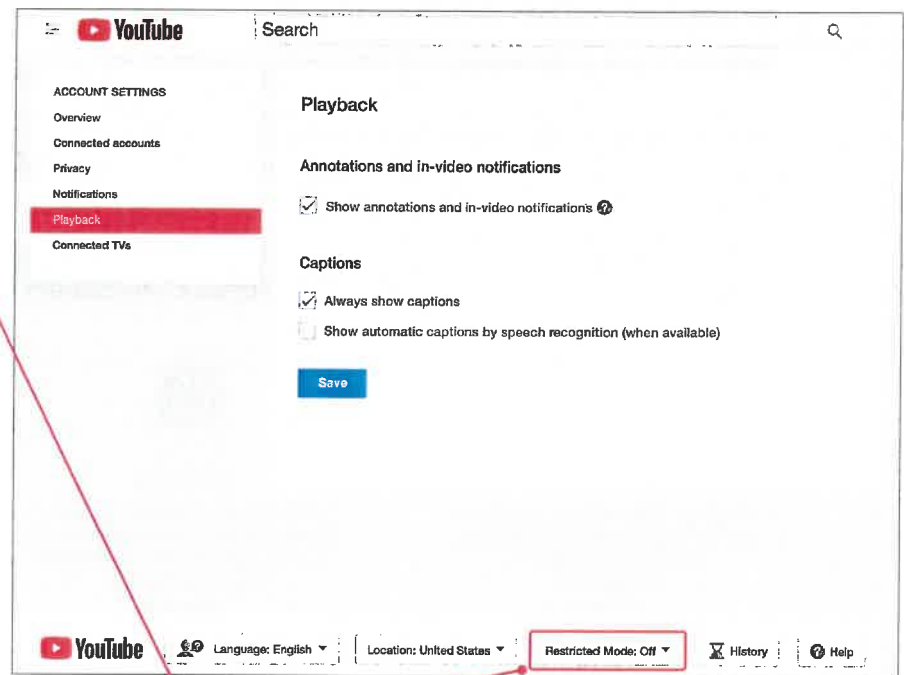 YouTube Search
ACCOUNT SETTINGS
Overview
Connected accounts
Privacy
Notifications
Playback
Connected TVs
Playback
Annotations and in-video notifications
Show annotations and in-video notifications
Captions
Always show captions
Show automatic captions by speech recognition (when available)
Save
YouTube Language: English Location: United States Restricted Mode: Off History Help